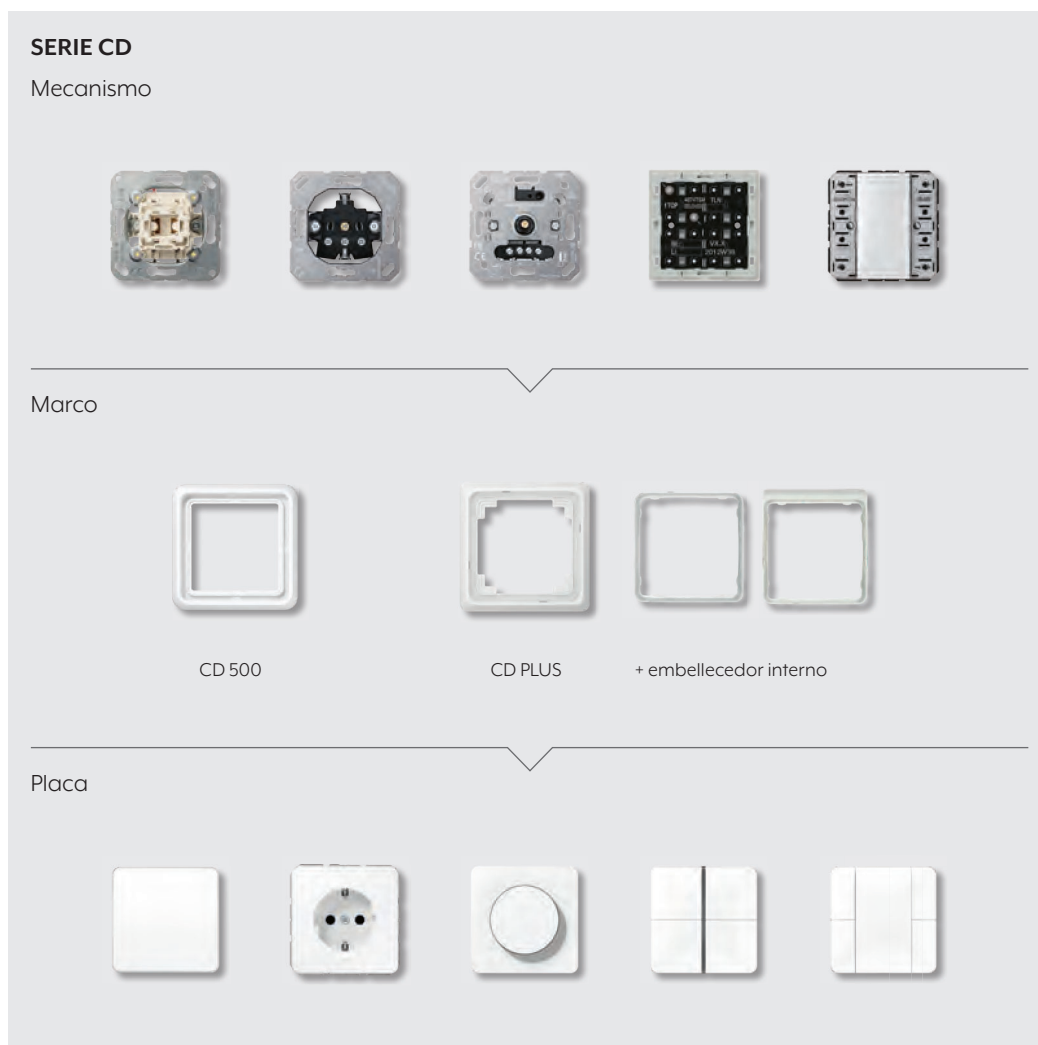 SERIE CD
Mecanismo
Marco
CD 500
CD PLUS
+ embellecedor interno
Placa